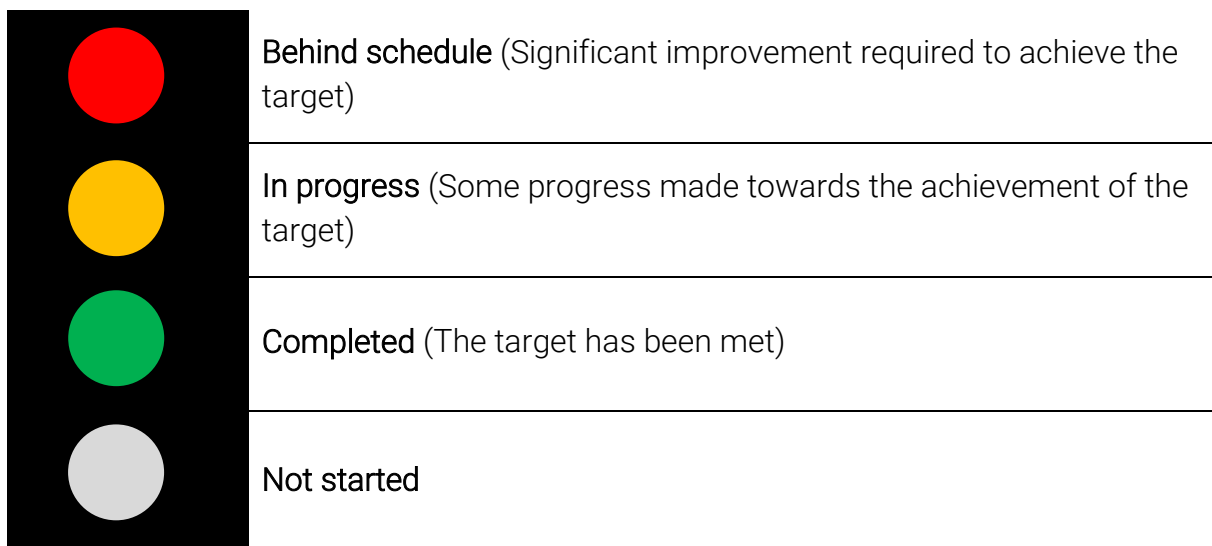 Behind schedule (Significant improvement required to achieve the
target)
In progress (Some progress made towards the achievement of the
target)
Completed (The target has been met)
Not started